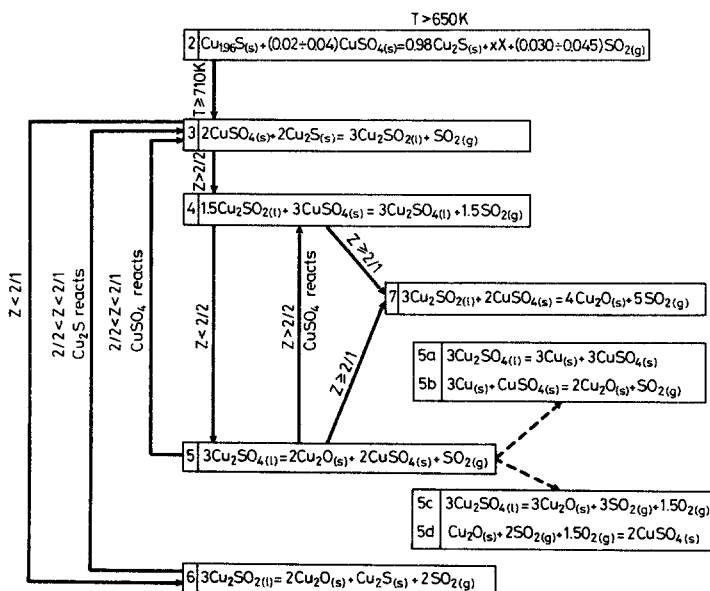 T>650K
2 Cu₁.₉₆S(s)+(0.02÷0.04)CuSO₄(s)=0.98Cu₂S(s)+xX+(0.030÷0.045)SO₂(g)
T≥710K
3 2CuSO₄(s)+2Cu₂S(s)= 3Cu₂SO₂(l)+ SO₂(g)
Z>2/2
4 1.5Cu₂SO₂(l)+ 3CuSO₄(s)= 3Cu₂SO₄(l)+1.5SO₂(g)
Z<2/1
2/2<Z<2/1
Cu₂S reacts
2/2<Z<2/1
CuSO₄ reacts
Z<2/2
Z>2/2
CuSO₄ reacts
Z≥2/1
Z≥2/1
7 3Cu₂SO₂(l)+2CuSO₄(s)=4Cu₂O(s)+5SO₂(g)
5a 3Cu₂SO₄(l)=3Cu(s)+3CuSO₄(s)
5b 3Cu(s)+CuSO₄(s)=2Cu₂O(s)+SO₂(g)
5 3Cu₂SO₄(l)=2Cu₂O(s)+ 2CuSO₄(s)+ SO₂(g)
5c 3Cu₂SO₄(l)=3Cu₂O(s)+3SO₂(g)+1.5O₂(g)
5d Cu₂O(s)+2SO₂(g)+1.5O₂(g)=2CuSO₄(s)
6 3Cu₂SO₂(l)=2Cu₂O(s)+Cu₂S(s)+2SO₂(g)